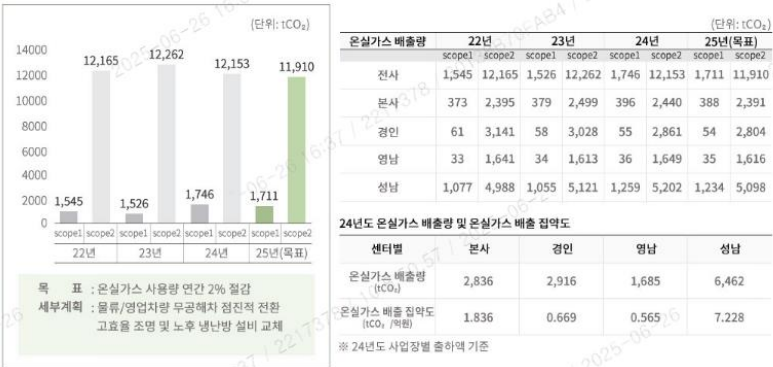 (단위: tCO₂)
14000
12000
10000
8000
6000
4000
2000
0
1,545
12,165
1,526
12,262
1,746
12,153
1,711
11,910
scope1 scope2 scope1 scope2 scope1 scope2 scope1 scope2
22년 23년 24년 25년(목표)
목 표 : 온실가스 사용량 연간 2% 절감
세부계획 : 물류/영업차량 무공해차 점진적 전환
고효율 조명 및 노후 냉난방 설비 교체
(단위: tCO₂)
온실가스 배출량 22년 23년 24년 25년(목표)
scope1 scope2 scope1 scope2 scope1 scope2 scope1 scope2
전사 1,545 12,165 1,526 12,262 1,746 12,153 1,711 11,910
본사 373 2,395 379 2,499 396 2,440 388 2,391
경인 61 3,141 58 3,028 55 2,861 54 2,804
영남 33 1,641 34 1,613 36 1,649 35 1,616
성남 1,077 4,988 1,055 5,121 1,259 5,202 1,234 5,098
24년도 온실가스 배출량 및 온실가스 배출 집약도
센터별 본사 경인 영남 성남
온실가스 배출량
(tCO₂)
2,836 2,916 1,685 6,462
온실가스 배출 집약도
(tCO₂ /억원)
1.836 0.669 0.565 7.228
※ 24년도 사업장별 출하액 기준
2025-06-26 16:37 / 2217378
2025-06-26